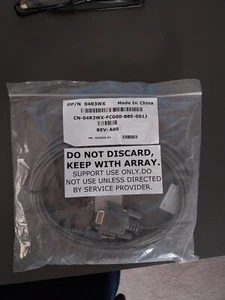 DP/N 04R3WX Made In China
CN-04R3WX-FCG00-88E-001J
REV: A00
DO NOT DISCARD,
KEEP WITH ARRAY.
SUPPORT USE ONLY.DO
NOT USE UNLESS DIRECTED
BY SERVICE PROVIDER.